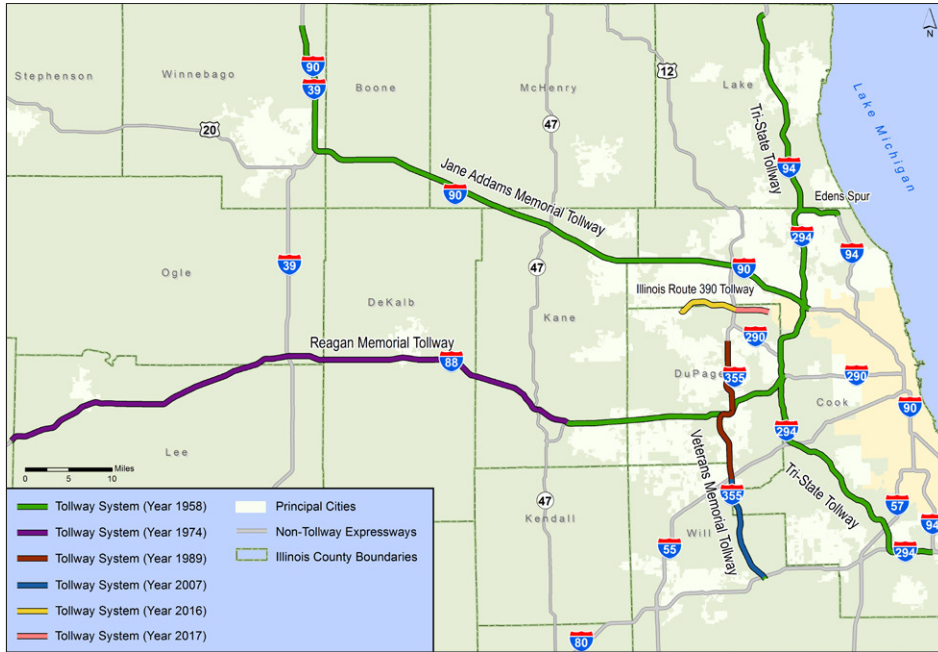 N
Stephenson
Winnebago
90
39
Boone
McHenry
12
Lake
Lake Michigan
20
47
Tri-State Tollway
94
Jane Addams Memorial Tollway
90
Edens Spur
294
94
Ogle
39
47
90
DeKalb
Kane
Illinois Route 390 Tollway
290
Reagan Memorial Tollway
88
DuPage
355
290
Cook
90
294
Lee
Veterans Memorial Tollway
Tri-State Tollway
0 5 10 Miles
47
355
57
Kendall
Will
94
55
294
80
Tollway System (Year 1958)
Tollway System (Year 1974)
Tollway System (Year 1989)
Tollway System (Year 2007)
Tollway System (Year 2016)
Tollway System (Year 2017)
Principal Cities
Non-Tollway Expressways
Illinois County Boundaries